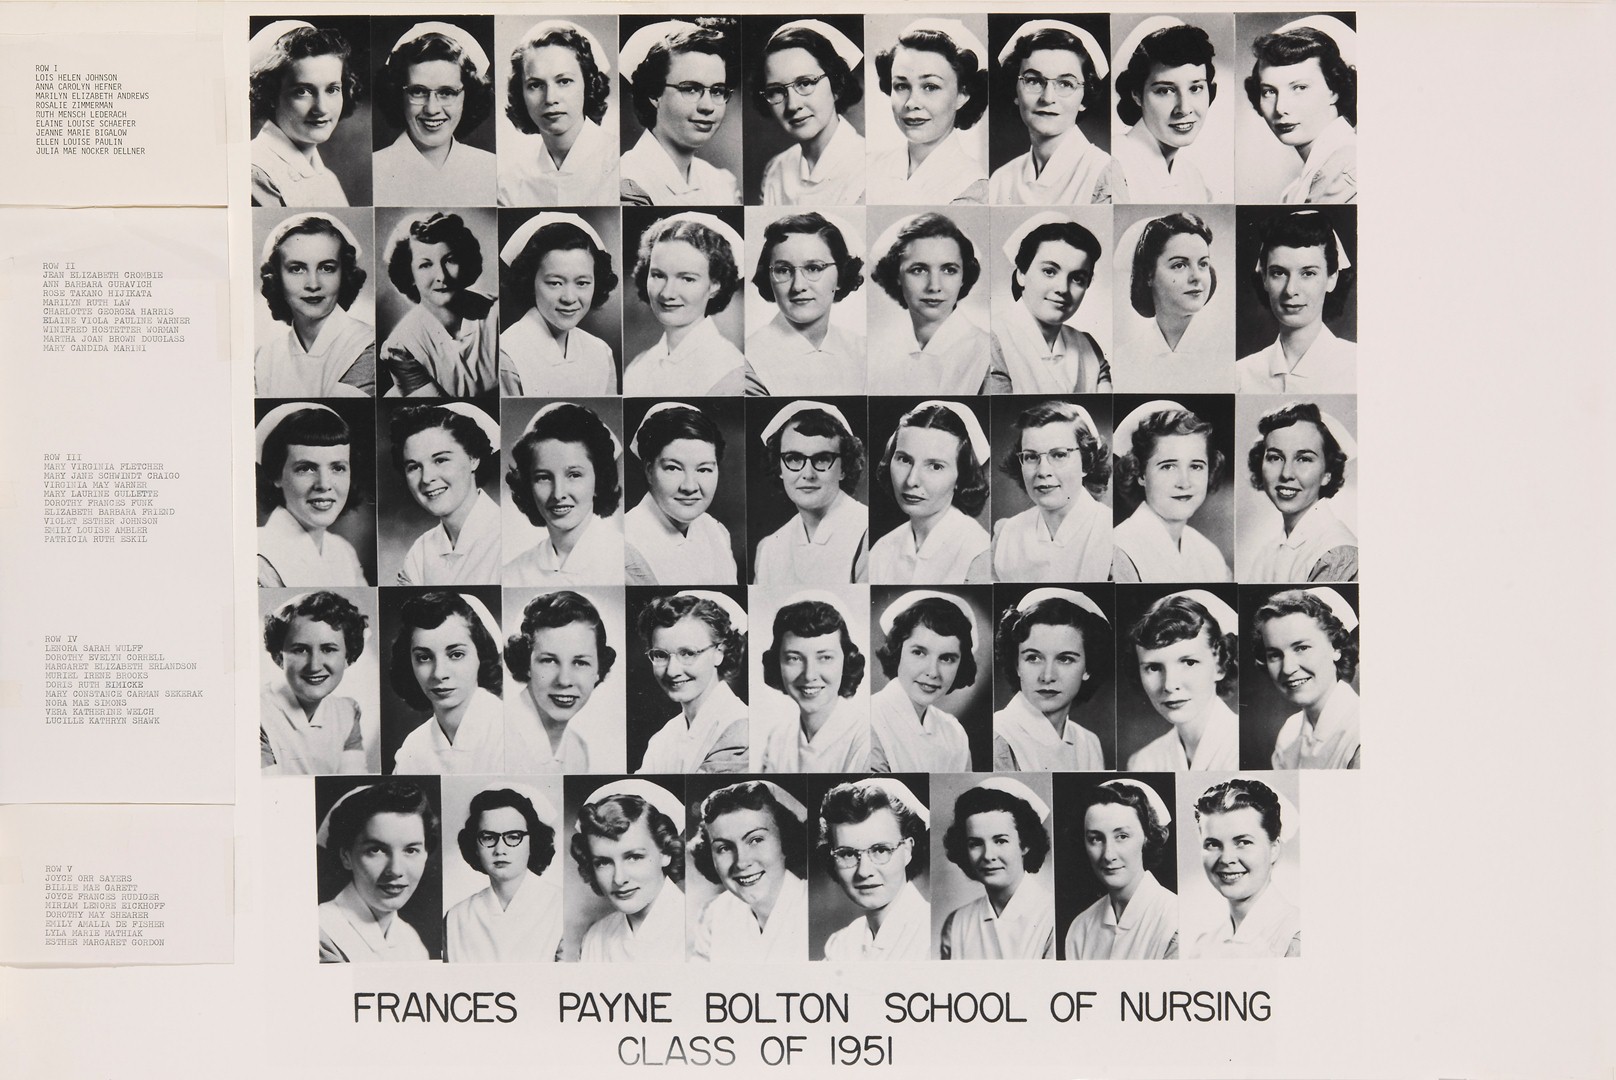 ROW I
LOIS HELEN JOHNSON
ANNA CAROLYN HEFNER
MARILYN ELIZABETH ANDREWS
ROSALIE ZIMMERMAN
RUTH MENSCH LEDERACH
ELAINE LOUISE SCHAEFER
JEANNE MARIE BIGALOW
ELLEN LOUISE PAULIN
JULIA MAE NOCKER DELLNER
ROW II
JEAN ELIZABETH CROMBIE
ANN BARBARA GURAVICH
ROSE TAKANO HIJIKATA
MARILYN RUTH LAW
CHARLOTTE GEORGEA HARRIS
ELAINE VIOLA PAULINE WARNER
WINIFRED HOSTETTER WORMAN
MARTHA JOAN BROWN DOUGLASS
MARY CANDIDA MARINI
ROW III
MARY VIRGINIA FLETCHER
MARY JANE SCHWINDT CRAIGO
VIRGINIA MAY WARNER
MARY LAURINE GULLETTE
DOROTHY FRANCES FUNK
ELIZABETH BARBARA FRIEND
VIOLET ESTHER JOHNSON
EMILY LOUISE AMBLER
PATRICIA RUTH ESKIL
ROW IV
LENORA SARAH WULFF
DOROTHY EVELYN CORNELL
MARGARET ELIZABETH ERLANDSON
MURIEL IRENE BROOKS
DORIS RUTH EIMICKE
MARY CONSTANCE CARMAN SEKERAK
NORA MAE SIMONS
VERA KATHERINE WELCH
LUCILLE KATHRYN SHAWK
ROW V
JOYCE ORR SAYERS
BILLIE MAE GARETT
JOYCE FRANCES RUDIGER
MIRIAM LENORE EICKHOFF
DOROTHY MAY SHEARER
EMILY AMALIA DE FISHER
LYLA MARIE MATHIAK
ESTHER MARGARET GORDON
FRANCES PAYNE BOLTON SCHOOL OF NURSING
CLASS OF 1951